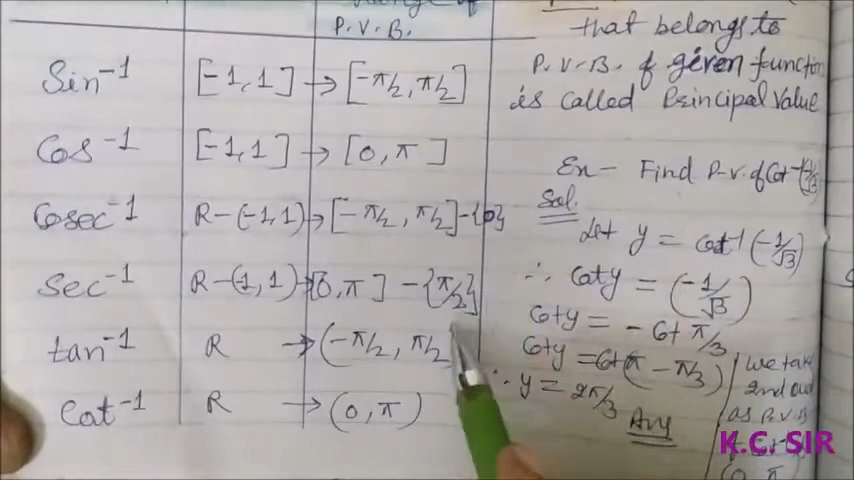 Range of
P.V.B.
Sin⁻¹ [-1,1] → [-π/2, π/2]
Cos⁻¹ [-1,1] → [0, π]
Cosec⁻¹ R-(-1,1) → [-π/2, π/2]-{0}
Sec⁻¹ R-(-1,1) → [0, π] - {π/2}
tan⁻¹ R → (-π/2, π/2
Cot⁻¹ R → (0, π)
that belongs to
P.V.B. of given function
is called Principal Value
Ex- Find P.V. of Cot⁻¹(-1/√3)
Sol.
Let y = Cot⁻¹(-1/√3)
∴ Coty = (-1/√3)
Coty = - Cot π/3
Coty = Cot(π - π/3)
∴ y = 2π/3 Ans
we take
2nd
as P.V.B
(0, π
K.C. SIR